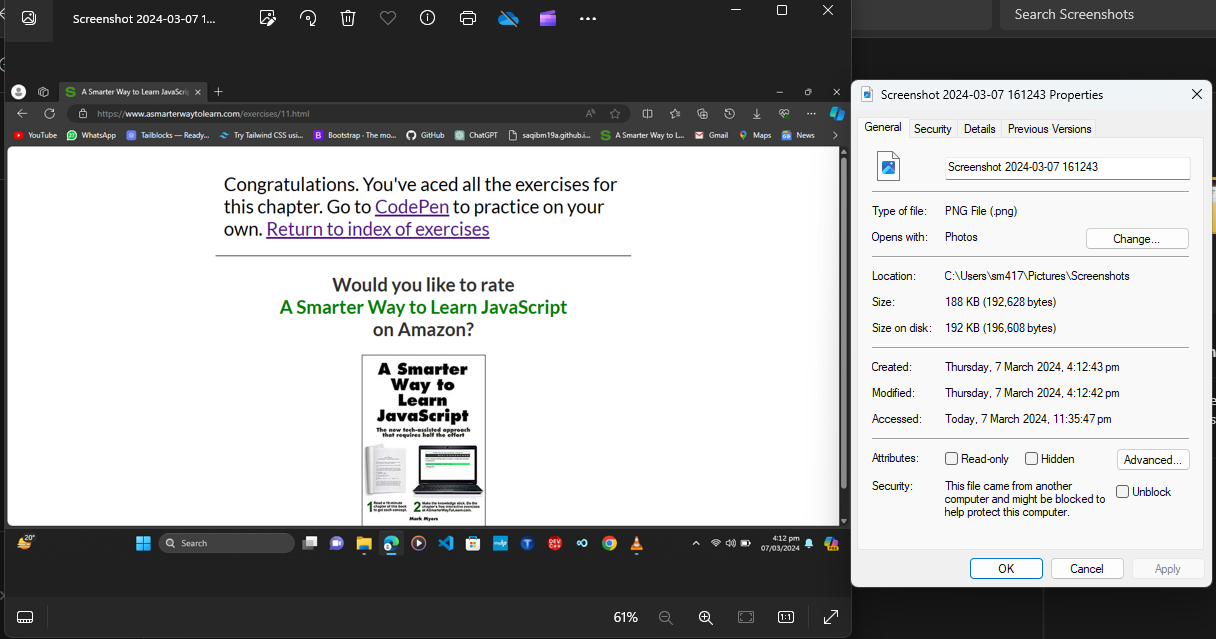 Screenshot 2024-03-07 1...
Search Screenshots
A Smarter Way to Learn JavaScrip
https://www.asmarterwaytolearn.com/exercises/11.html
YouTube
WhatsApp
Tailblocks — Ready...
Try Tailwind CSS usi...
Bootstrap · The mo...
GitHub
ChatGPT
saqibm19a.github.i...
A Smarter Way to L...
Gmail
Maps
News
Congratulations. You've aced all the exercises for
this chapter. Go to CodePen to practice on your
own. Return to index of exercises
Would you like to rate
A Smarter Way to Learn JavaScript
on Amazon?
A Smarter
Way to
Learn
JavaScript
The new tech-assisted approach
that requires half the effort
1 Read a 10-minute
chapter of this book
to get each concept.
2 Make the knowledge stick. Do the
chapter's free interactive exercises
at ASmarterWayToLearn.com.
Mark Myers
20°
Search
4:12 pm
07/03/2024
61%
1:1
Screenshot 2024-03-07 161243 Properties
General
Security
Details
Previous Versions
Screenshot 2024-03-07 161243
Type of file: PNG File (.png)
Opens with: Photos
Change...
Location: C:\Users\sm417\Pictures\Screenshots
Size: 188 KB (192,628 bytes)
Size on disk: 192 KB (196,608 bytes)
Created: Thursday, 7 March 2024, 4:12:43 pm
Modified: Thursday, 7 March 2024, 4:12:42 pm
Accessed: Today, 7 March 2024, 11:35:47 pm
Attributes: Read-only Hidden Advanced...
Security: This file came from another
computer and might be blocked to
help protect this computer.
Unblock
OK
Cancel
Apply